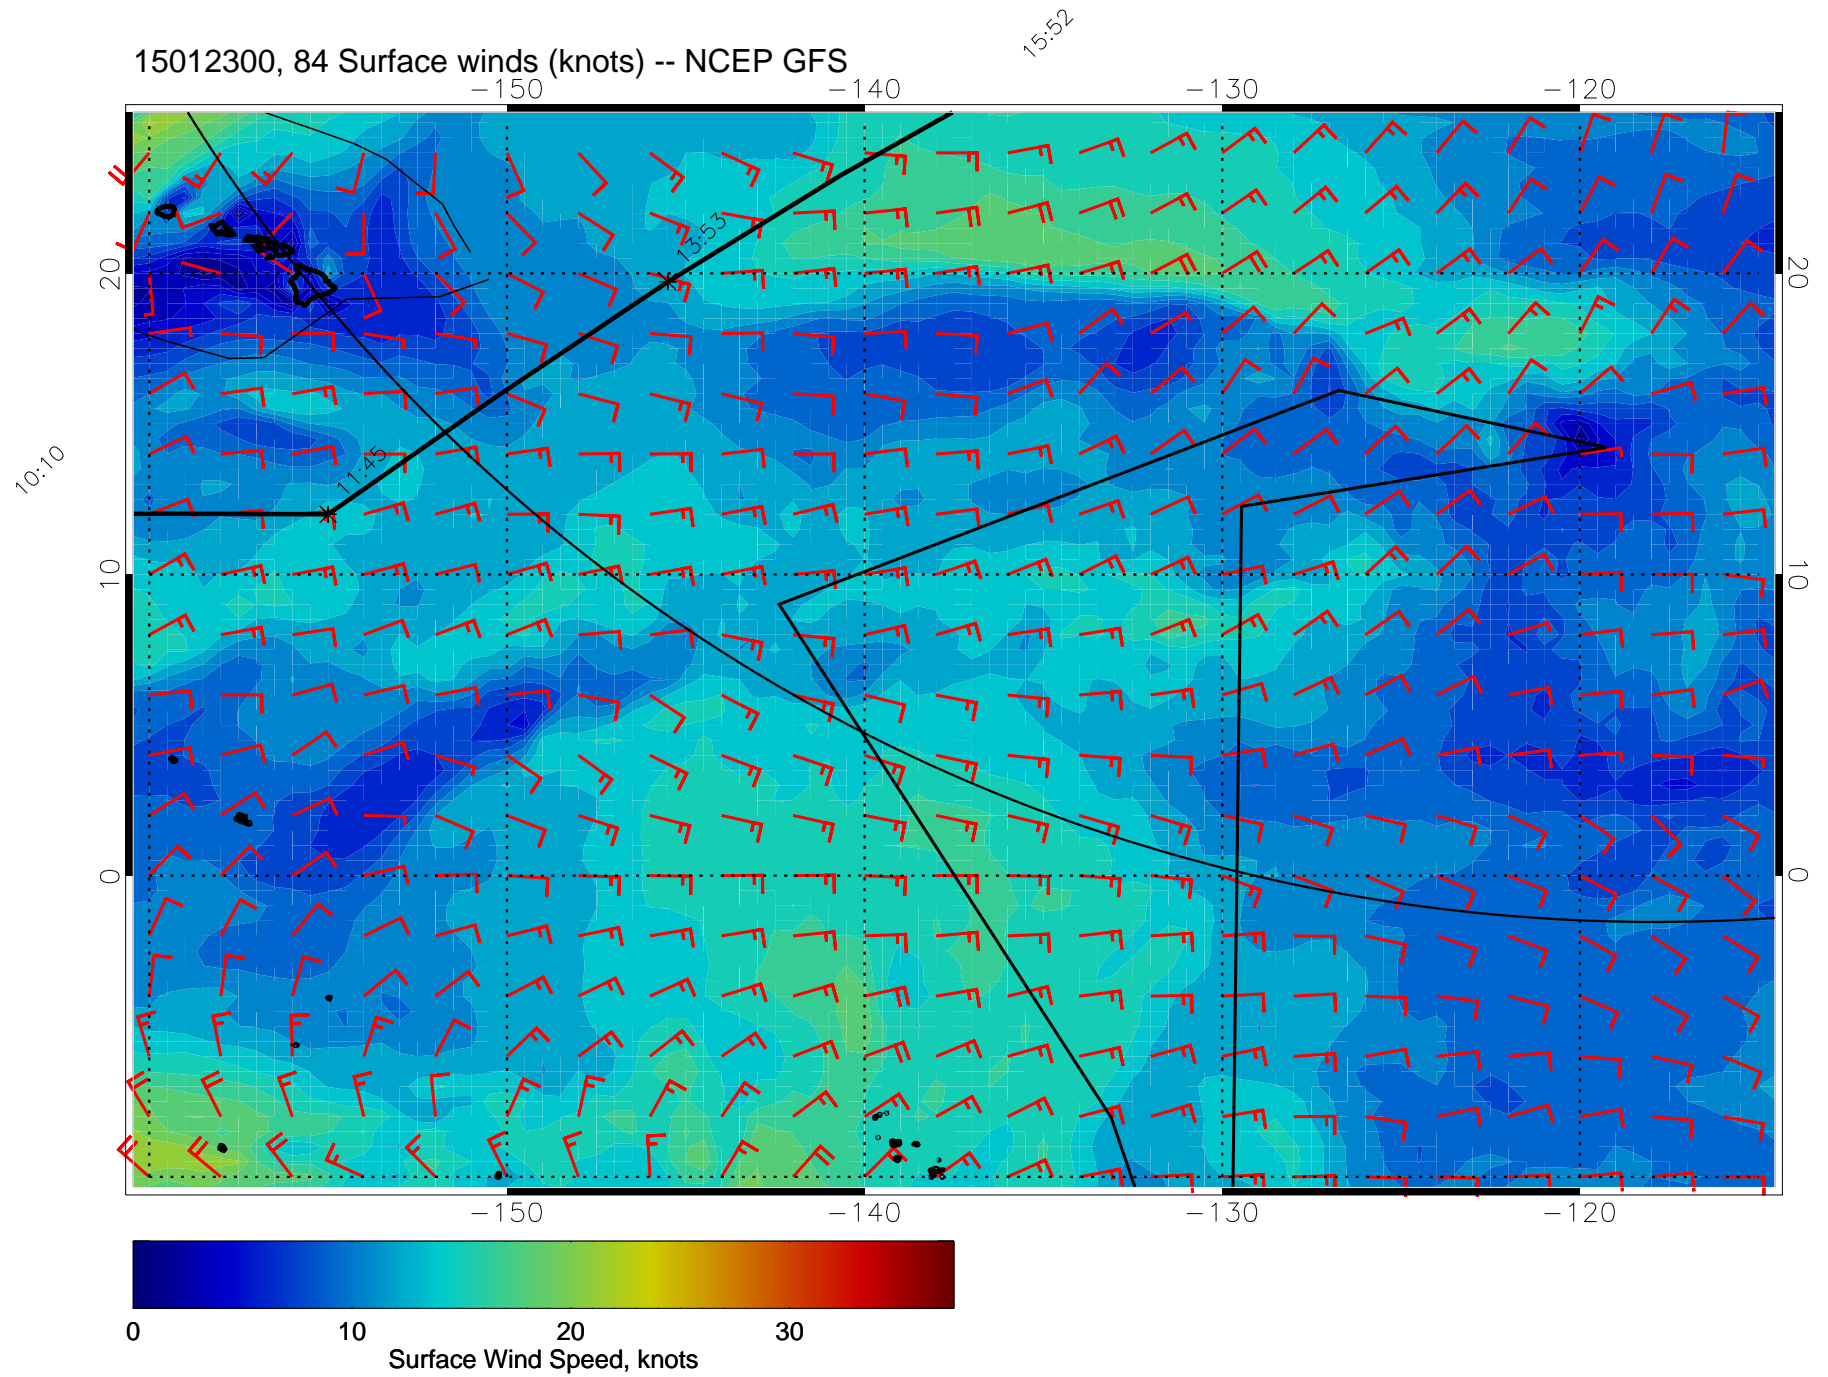 15:52
15012300, 84 Surface winds (knots) -- NCEP GFS
-150 -140 -130 -120
20 20
13:53
10:10
11:45
10 10
0 0
-150 -140 -130 -120
0 10 20 30
Surface Wind Speed, knots